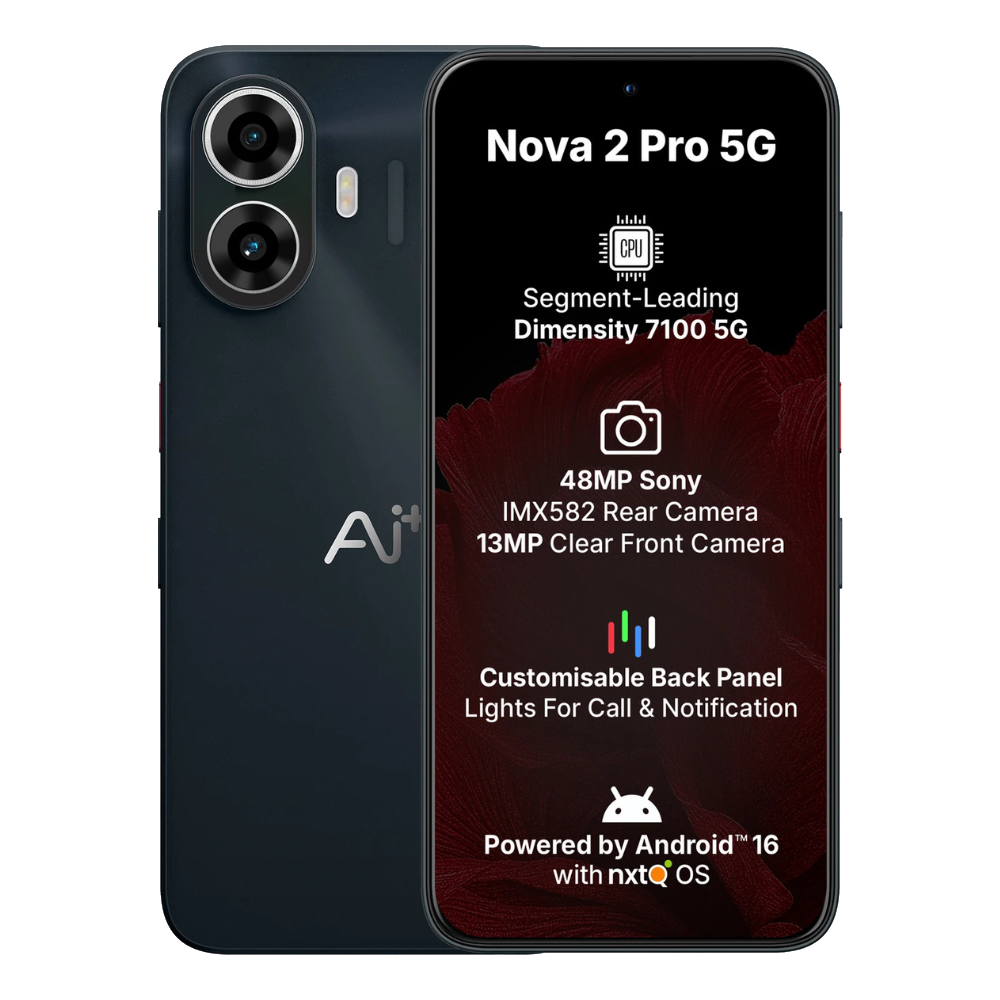 Nova 2 Pro 5G
CPU
Segment-Leading
Dimensity 7100 5G
48MP Sony
IMX582 Rear Camera
13MP Clear Front Camera
Customisable Back Panel
Lights For Call & Notification
Powered by Android™ 16
with nxtQ OS
Ai+